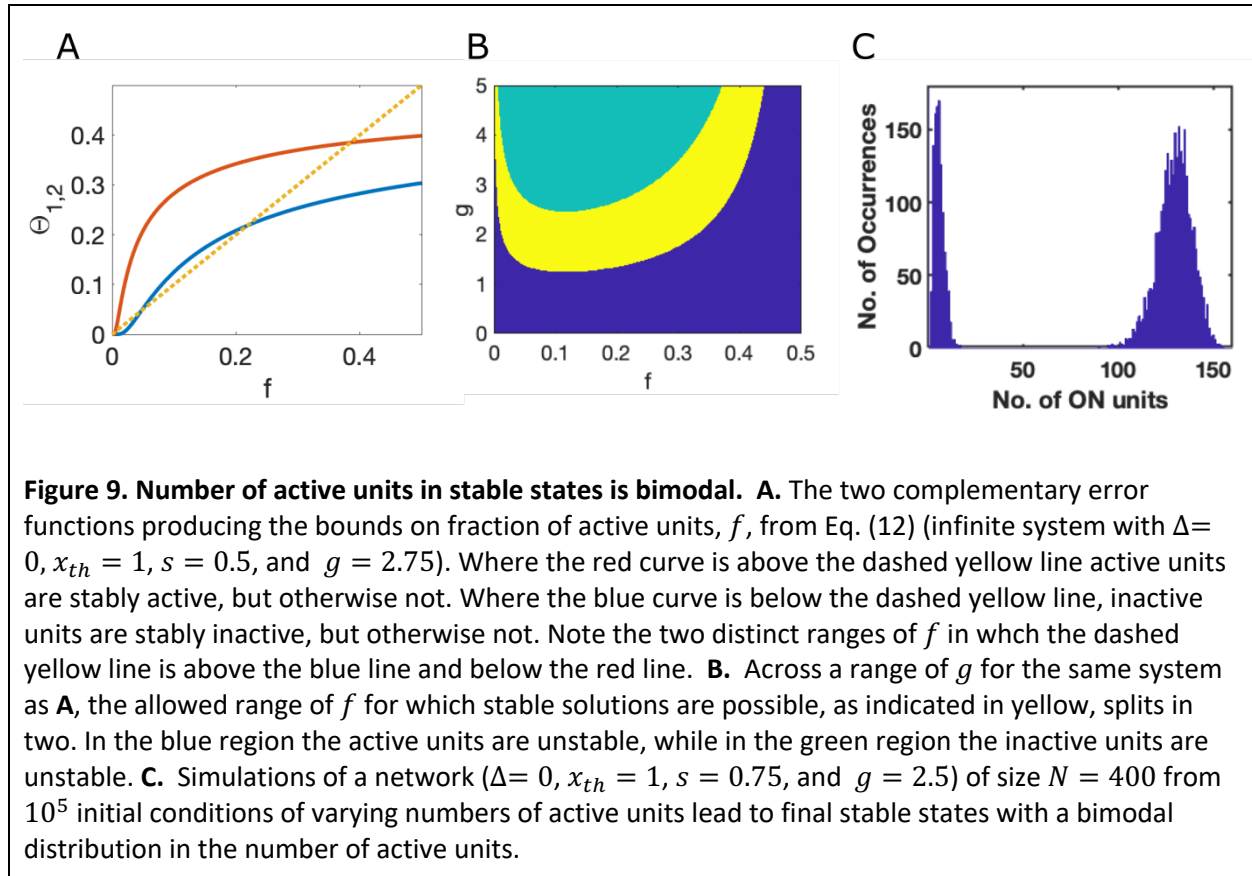 A
B
C
Θ1,2
0.4
0.3
0.2
0.1
0
0
0.2
0.4
f
g
5
4
3
2
1
0
0
0.1
0.2
0.3
0.4
0.5
f
No. of Occurrences
150
100
50
0
50
100
150
No. of ON units
Figure 9. Number of active units in stable states is bimodal. A. The two complementary error
functions producing the bounds on fraction of active units, f, from Eq. (12) (infinite system with Δ=
0, xth = 1, s = 0.5, and g = 2.75). Where the red curve is above the dashed yellow line active units
are stably active, but otherwise not. Where the blue curve is below the dashed yellow line, inactive
units are stably inactive, but otherwise not. Note the two distinct ranges of f in whch the dashed
yellow line is above the blue line and below the red line. B. Across a range of g for the same system
as A, the allowed range of f for which stable solutions are possible, as indicated in yellow, splits in
two. In the blue region the active units are unstable, while in the green region the inactive units are
unstable. C. Simulations of a network (Δ= 0, xth = 1, s = 0.75, and g = 2.5) of size N = 400 from
10⁵ initial conditions of varying numbers of active units lead to final stable states with a bimodal
distribution in the number of active units.